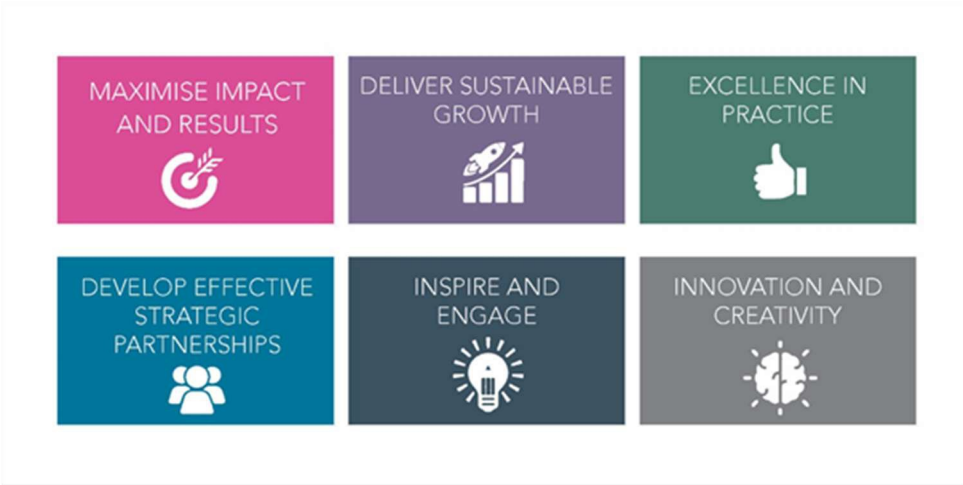 MAXIMISE IMPACT
AND RESULTS
DELIVER SUSTAINABLE
GROWTH
EXCELLENCE IN
PRACTICE
DEVELOP EFFECTIVE
STRATEGIC
PARTNERSHIPS
INSPIRE AND
ENGAGE
INNOVATION AND
CREATIVITY